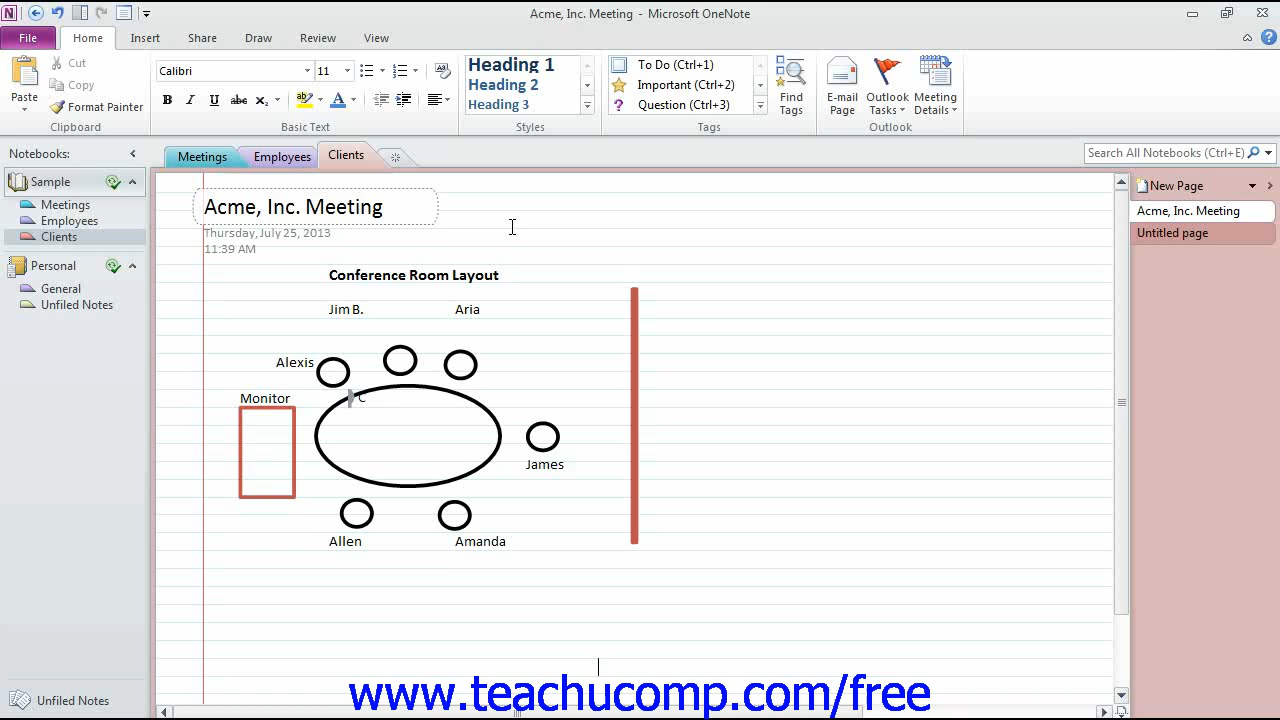 Acme, Inc. Meeting - Microsoft OneNote
File Home Insert Share Draw Review View
Paste
Cut
Copy
Format Painter
Clipboard
Calibri 11
B I U abc x₂ ab A
Basic Text
Heading 1
Heading 2
Heading 3
Styles
To Do (Ctrl+1)
Important (Ctrl+2)
Question (Ctrl+3)
Tags
Find Tags
E-mail Page
Outlook Tasks
Meeting Details
Outlook
Notebooks:
Sample
Meetings
Employees
Clients
Personal
General
Unfiled Notes
Unfiled Notes
Meetings Employees Clients
Search All Notebooks (Ctrl+E)
Acme, Inc. Meeting
Thursday, July 25, 2013
11:39 AM
Conference Room Layout
Jim B. Aria
Alexis
Monitor C
James
Allen Amanda
New Page
Acme, Inc. Meeting
Untitled page
www.teachucomp.com/free